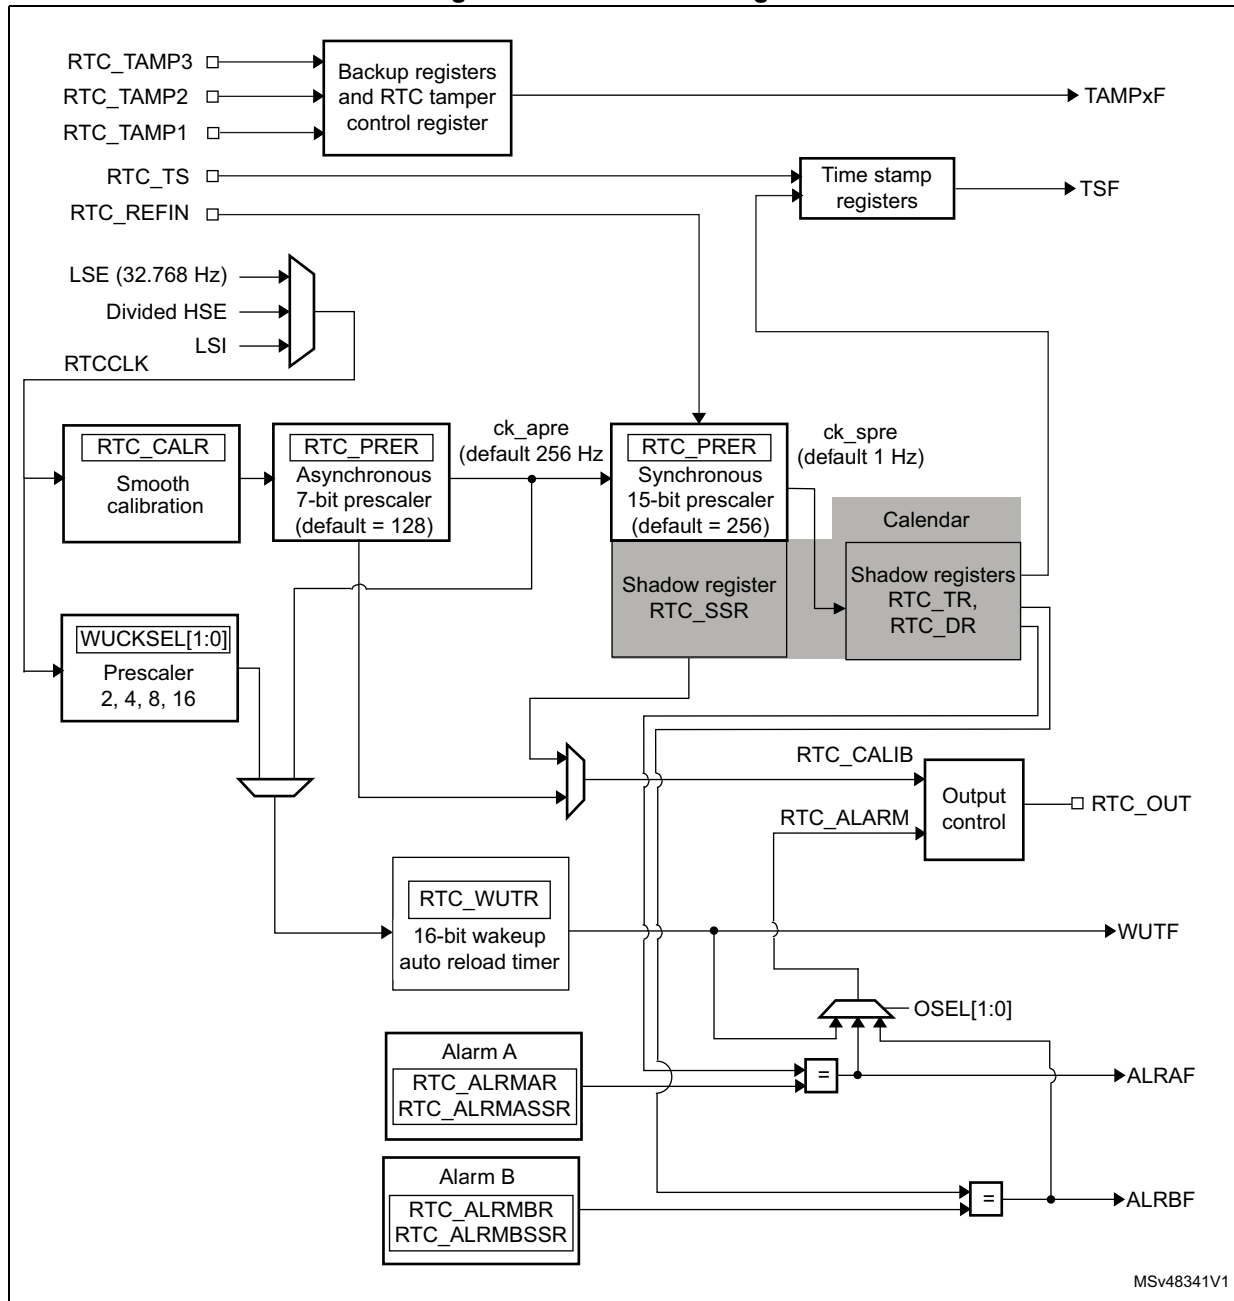 RTC_TAMP3
RTC_TAMP2
RTC_TAMP1
Backup registers
and RTC tamper
control register
TAMPxF
RTC_TS
RTC_REFIN
Time stamp
registers
TSF
LSE (32.768 Hz)
Divided HSE
LSI
RTCCLK
RTC_CALR
Smooth
calibration
RTC_PRER
Asynchronous
7-bit prescaler
(default = 128)
ck_apre
(default 256 Hz
RTC_PRER
Synchronous
15-bit prescaler
(default = 256)
ck_spre
(default 1 Hz)
Calendar
Shadow register
RTC_SSR
Shadow registers
RTC_TR,
RTC_DR
WUCKSEL[1:0]
Prescaler
2, 4, 8, 16
RTC_CALIB
RTC_ALARM
Output
control
RTC_OUT
RTC_WUTR
16-bit wakeup
auto reload timer
WUTF
OSEL[1:0]
Alarm A
RTC_ALRMAR
RTC_ALRMASSR
=
ALRAF
Alarm B
RTC_ALRMBR
RTC_ALRMBSSR
=
ALRBF
MSv48341V1